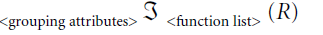 <grouping attributes> ℑ <function list> (R)